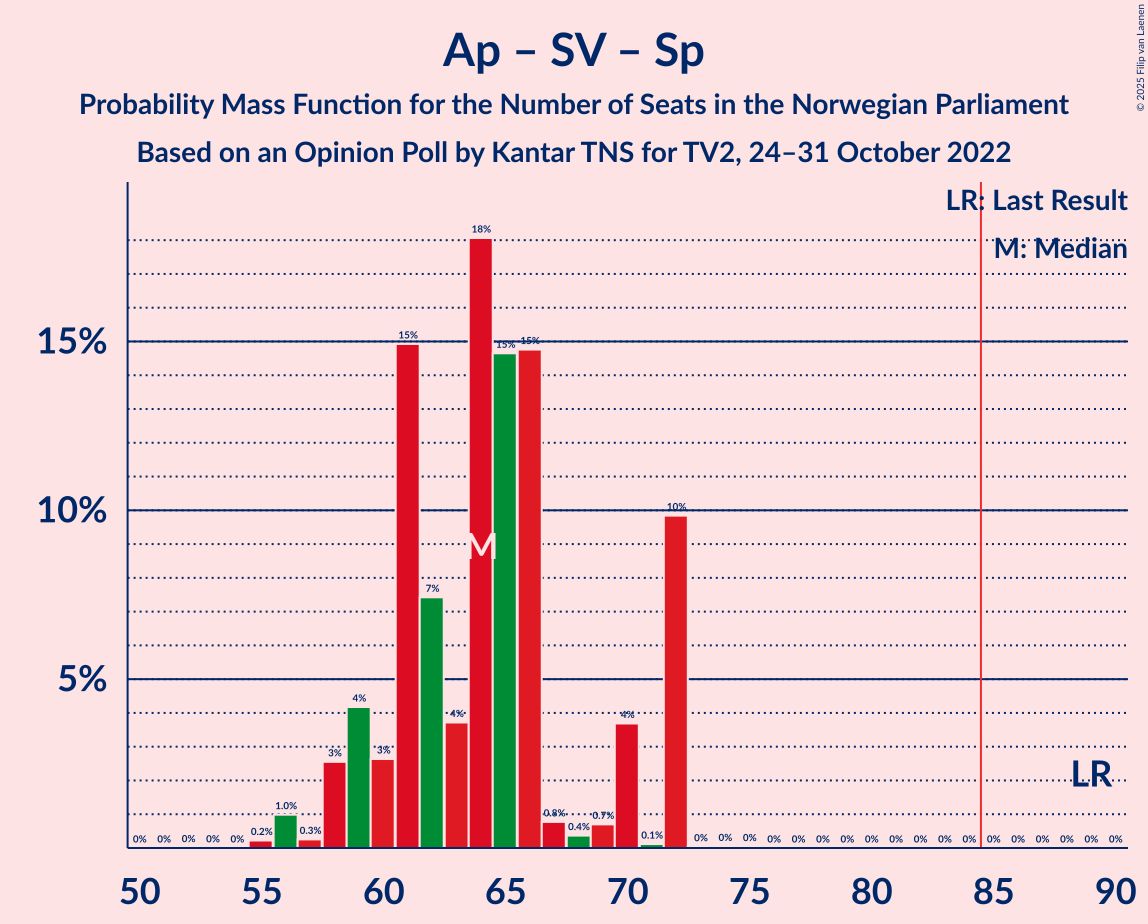 Ap – SV – Sp
Probability Mass Function for the Number of Seats in the Norwegian Parliament
Based on an Opinion Poll by Kantar TNS for TV2, 24–31 October 2022
© 2025 Filip van Laenen
LR: Last Result
M: Median
15%
10%
5%
0% 0% 0% 0% 0% 0.2% 1.0% 0.3% 3% 4% 3% 15% 7% 4% 18% 15% 15% 0.8% 0.4% 0.7% 4% 0.1% 10% 0% 0% 0% 0% 0% 0% 0% 0% 0% 0% 0% 0% 0% 0% 0% 0% 0% 0%
M
LR
50 55 60 65 70 75 80 85 90